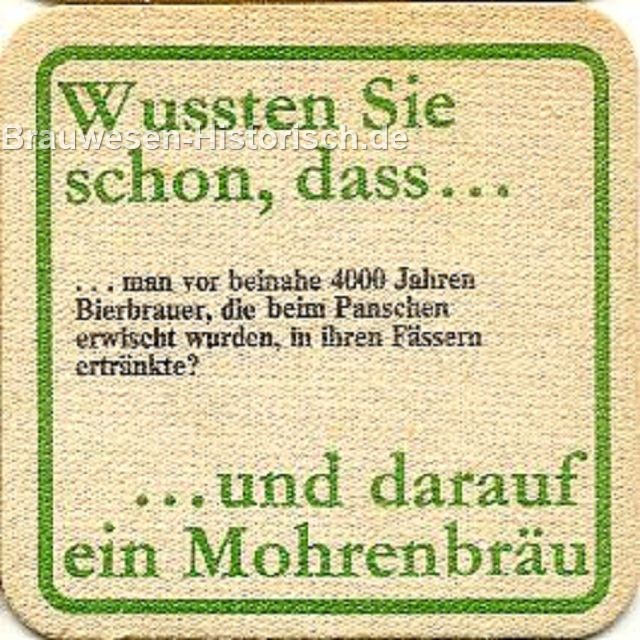 Wussten Sie
Brauwesen-Historisch.de
schon, dass...
...man vor beinahe 4000 Jahren
Bierbrauer, die beim Panschen
erwischt wurden, in ihren Fässern
ertränkte?
...und darauf
ein Mohrenbräu